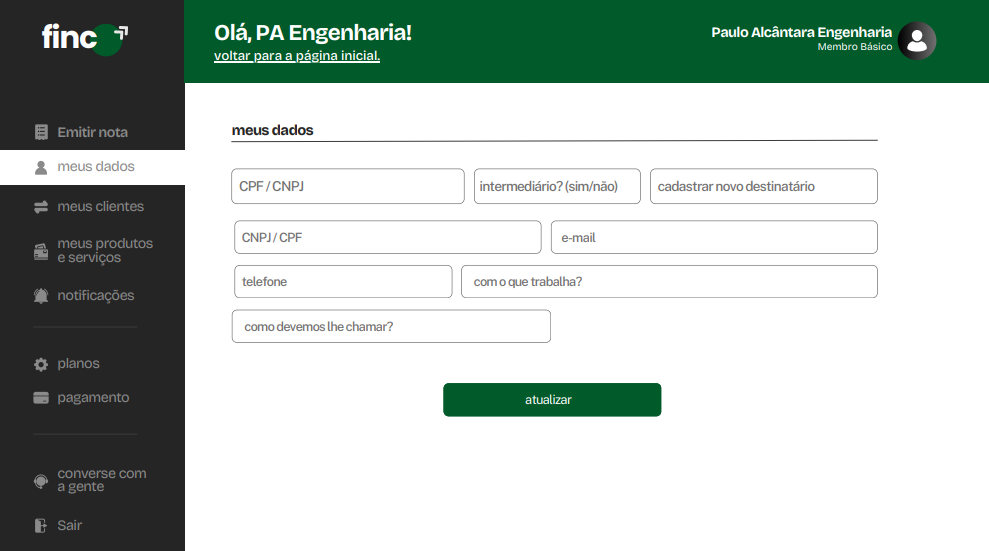 finco
Olá, PA Engenharia!
voltar para a página inicial.
Paulo Alcântara Engenharia
Membro Básico
Emitir nota
meus dados
meus clientes
meus produtos
e serviços
notificações
planos
pagamento
converse com
a gente
Sair
meus dados
CPF / CNPJ
intermediário? (sim/não)
cadastrar novo destinatário
CNPJ / CPF
e-mail
telefone
com o que trabalha?
como devemos lhe chamar?
atualizar